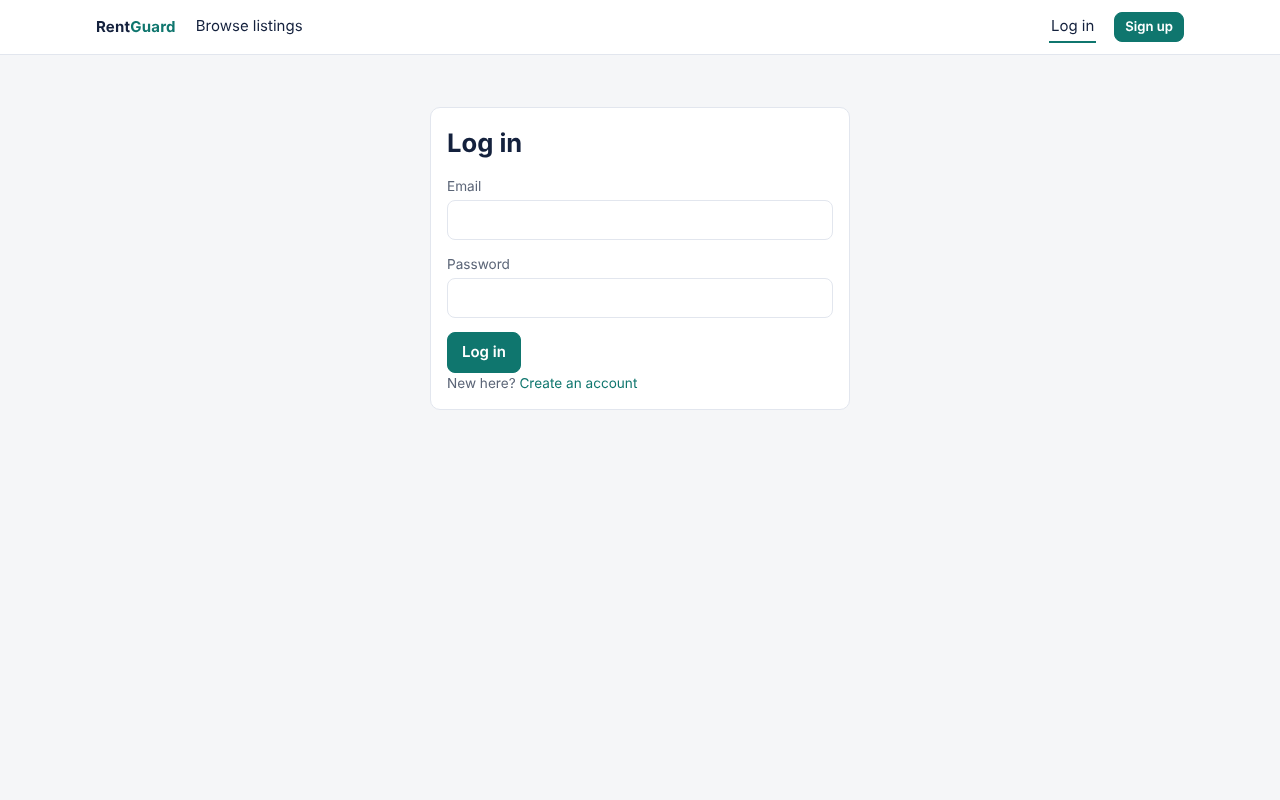 RentGuard Browse listings Log in Sign up
Log in
Email
Password
Log in
New here? Create an account